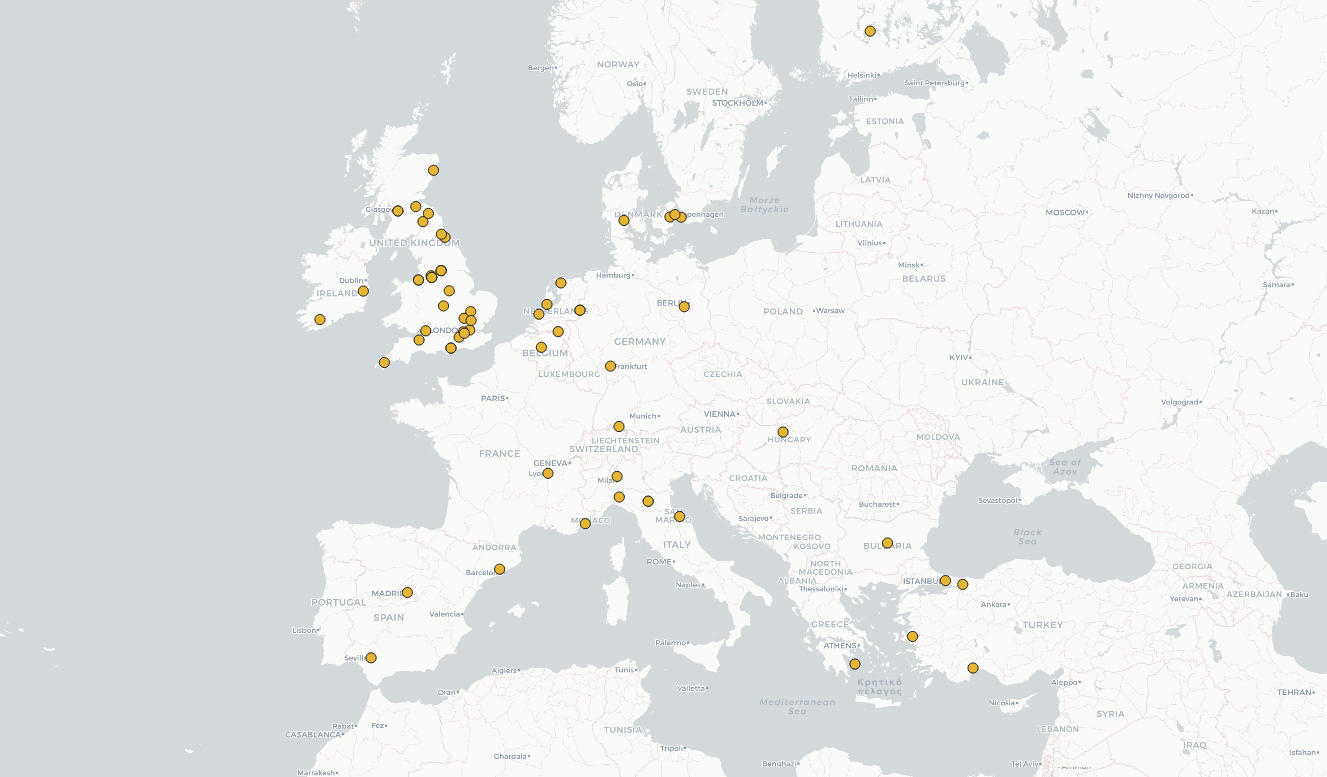 Bergen
NORWAY
Oslo
SWEDEN
STOCKHOLM
Helsinki
Saint Petersburg
Tallinn
ESTONIA
LATVIA
Nizhny Novgorod
Morze
Bałtyckie
Glasgow
DENMARK
penhagen
MOSCOW
Kazan
LITHUANIA
UNITED KINGDOM
Vilnius
Minsk
BELARUS
Dublin
Hamburg
Samara
IRELAND
BERLIN
NETHERLANDS
POLAND
Warsaw
LONDON
GERMANY
BELGIUM
KYIV
Frankfurt
LUXEMBOURG
CZECHIA
UKRAINE
PARIS
SLOVAKIA
Volgograd
Munich
VIENNA
AUSTRIA
LIECHTENSTEIN
HUNGARY
MOLDOVA
SWITZERLAND
FRANCE
GENEVA
Sea of
Azov
ROMANIA
Lyo
Milan
CROATIA
Belgrade
Bucharest
Sevastopol
SERBIA
SAN
MARINO
MONACO
Sarajevo
Black
Sea
MONTENEGRO
KOSOVO
ITALY
BULGARIA
ANDORRA
ROME
NORTH
MACEDONIA
GEORGIA
Barcelon
ALBANIA
ISTANBUL
ARMENIA
Naples
Thessaloniki
MADRID
AZERBAIJAN
Baku
Yerevan
PORTUGAL
Ankara
Valencia
SPAIN
GREECE
TURKEY
Lisbon
Palermo
ATHENS
Seville
Algiers
Tunis
Aleppo
Κρητικό
πέλαγος
Valletta
Oran
TEHRAN
Mediterranean
Sea
Nicosia
SYRIA
Rabat
Fez
TUNISIA
LEBANON
CASABLANCA
Tripoli
IRAQ
Ghardaia
Isfahan
Benghazi
Tel Aviv
Amman
Marrakesh